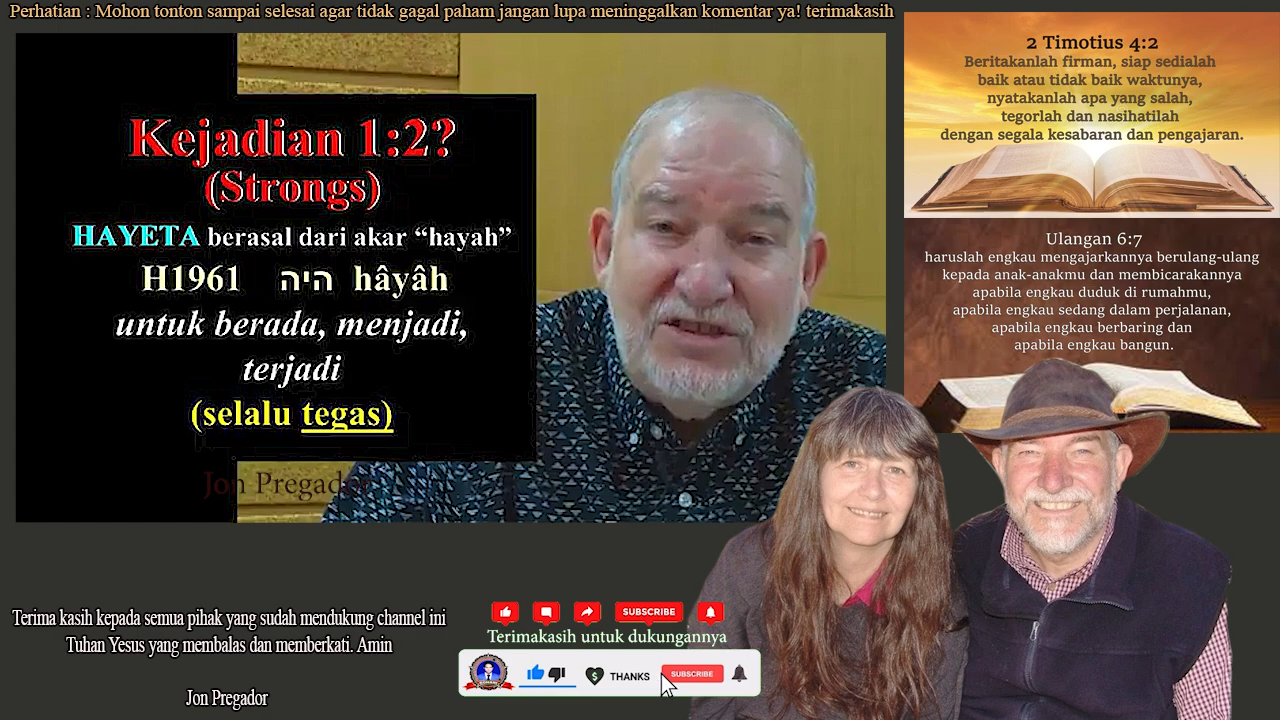 Perhatian : Mohon tonton sampai selesai agar tidak gagal paham jangan lupa meninggalkan komentar ya! terimakasih
Kejadian 1:2?
(Strongs)
HAYETA berasal dari akar “hayah”
H1961 היה hâyâh
untuk berada, menjadi,
terjadi
(selalu tegas)
Jon Pregador
2 Timotius 4:2
Beritakanlah firman, siap sedialah
baik atau tidak baik waktunya,
nyatakanlah apa yang salah,
tegorlah dan nasihatilah
dengan segala kesabaran dan pengajaran.
Ulangan 6:7
haruslah engkau mengajarkannya berulang-ulang
kepada anak-anakmu dan membicarakannya
apabila engkau duduk di rumahmu,
apabila engkau sedang dalam perjalanan,
apabila engkau berbaring dan
apabila engkau bangun.
Terima kasih kepada semua pihak yang sudah mendukung channel ini
Tuhan Yesus yang membalas dan memberkati. Amin
Jon Pregador
SUBSCRIBE
Terimakasih untuk dukungannya
THANKS
SUBSCRIBE